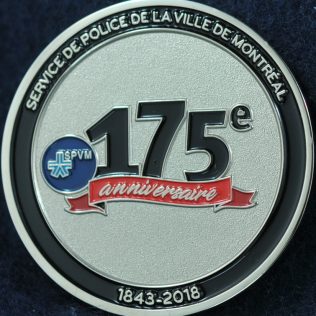 SERVICE DE POLICE DE LA VILLE DE MONTRÉAL
175e
SPVM
anniversaire
1843-2018